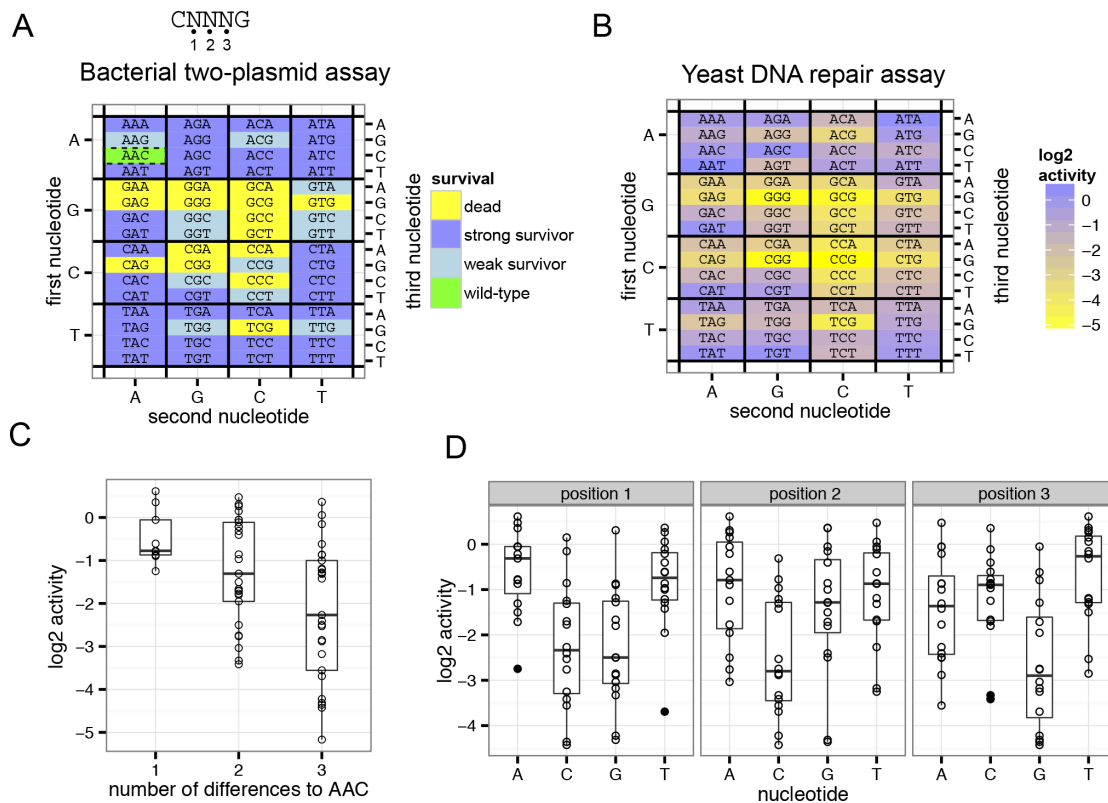 A
CNNNG
1 2 3
Bacterial two-plasmid assay
AAA AGA ACA ATA A
AAG AGG ACG ATG G
AAC AGC ACC ATC C
AAT AGT ACT ATT T
GAA GGA GCA GTA A
GAG GGG GCG GTG G
GAC GGC GCC GTC C
GAT GGT GCT GTT T
CAA CGA CCA CTA A
CAG CGG CCG CTG G
CAC CGC CCC CTC C
CAT CGT CCT CTT T
TAA TGA TCA TTA A
TAG TGG TCG TTG G
TAC TGC TCC TTC C
TAT TGT TCT TTT T
A
G
C
T
first nucleotide
third nucleotide
A G C T
second nucleotide
survival
dead
strong survivor
weak survivor
wild-type
B
Yeast DNA repair assay
AAA AGA ACA ATA A
AAG AGG ACG ATG G
AAC AGC ACC ATC C
AAT AGT ACT ATT T
GAA GGA GCA GTA A
GAG GGG GCG GTG G
GAC GGC GCC GTC C
GAT GGT GCT GTT T
CAA CGA CCA CTA A
CAG CGG CCG CTG G
CAC CGC CCC CTC C
CAT CGT CCT CTT T
TAA TGA TCA TTA A
TAG TGG TCG TTG G
TAC TGC TCC TTC C
TAT TGC TCT TTT T
A
G
C
T
first nucleotide
third nucleotide
A G C T
second nucleotide
log2
activity
0
−1
−2
−3
−4
−5
C
log2 activity
0
−1
−2
−3
−4
−5
1 2 3
number of differences to AAC
D
position 1 position 2 position 3
log2 activity
0
−1
−2
−3
−4
A C G T A C G T A C G T
nucleotide